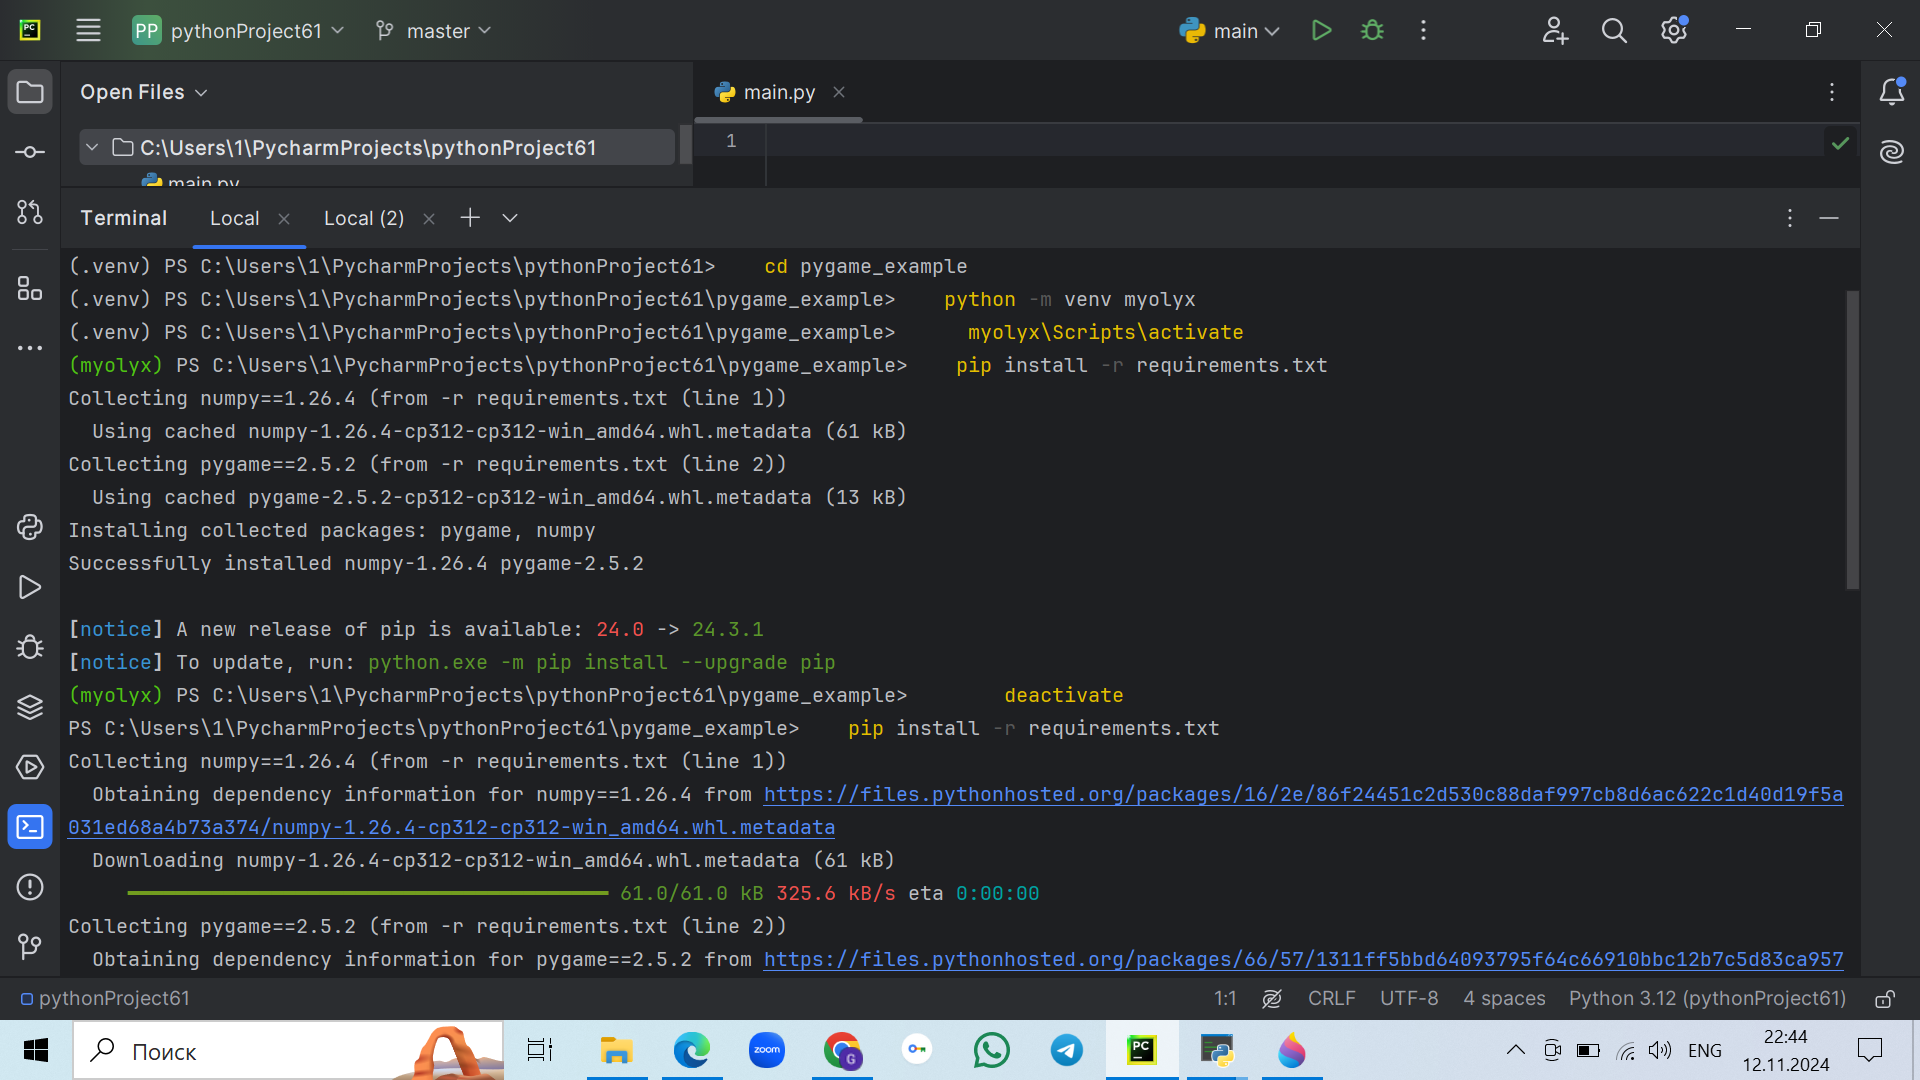 PC
PP pythonProject61
master
main
Open Files
main.py
C:\Users\1\PycharmProjects\pythonProject61
1
main.py
Terminal
Local
Local (2)
(.venv) PS C:\Users\1\PycharmProjects\pythonProject61>    cd pygame_example
(.venv) PS C:\Users\1\PycharmProjects\pythonProject61\pygame_example>    python -m venv myolyx
(.venv) PS C:\Users\1\PycharmProjects\pythonProject61\pygame_example>      myolyx\Scripts\activate
(myolyx) PS C:\Users\1\PycharmProjects\pythonProject61\pygame_example>    pip install -r requirements.txt
Collecting numpy==1.26.4 (from -r requirements.txt (line 1))
  Using cached numpy-1.26.4-cp312-cp312-win_amd64.whl.metadata (61 kB)
Collecting pygame==2.5.2 (from -r requirements.txt (line 2))
  Using cached pygame-2.5.2-cp312-cp312-win_amd64.whl.metadata (13 kB)
Installing collected packages: pygame, numpy
Successfully installed numpy-1.26.4 pygame-2.5.2
[notice] A new release of pip is available: 24.0 -> 24.3.1
[notice] To update, run: python.exe -m pip install --upgrade pip
(myolyx) PS C:\Users\1\PycharmProjects\pythonProject61\pygame_example>        deactivate
PS C:\Users\1\PycharmProjects\pythonProject61\pygame_example>    pip install -r requirements.txt
Collecting numpy==1.26.4 (from -r requirements.txt (line 1))
  Obtaining dependency information for numpy==1.26.4 from https://files.pythonhosted.org/packages/16/2e/86f24451c2d530c88daf997cb8d6ac622c1d40d19f5a
031ed68a4b73a374/numpy-1.26.4-cp312-cp312-win_amd64.whl.metadata
  Downloading numpy-1.26.4-cp312-cp312-win_amd64.whl.metadata (61 kB)
61.0/61.0 kB 325.6 kB/s eta 0:00:00
Collecting pygame==2.5.2 (from -r requirements.txt (line 2))
  Obtaining dependency information for pygame==2.5.2 from https://files.pythonhosted.org/packages/66/57/1311ff5bbd64093795f64c66910bbc12b7c5d83ca957
pythonProject61
1:1
CRLF
UTF-8
4 spaces
Python 3.12 (pythonProject61)
Поиск
zoom
G
PC
ENG
22:44
12.11.2024